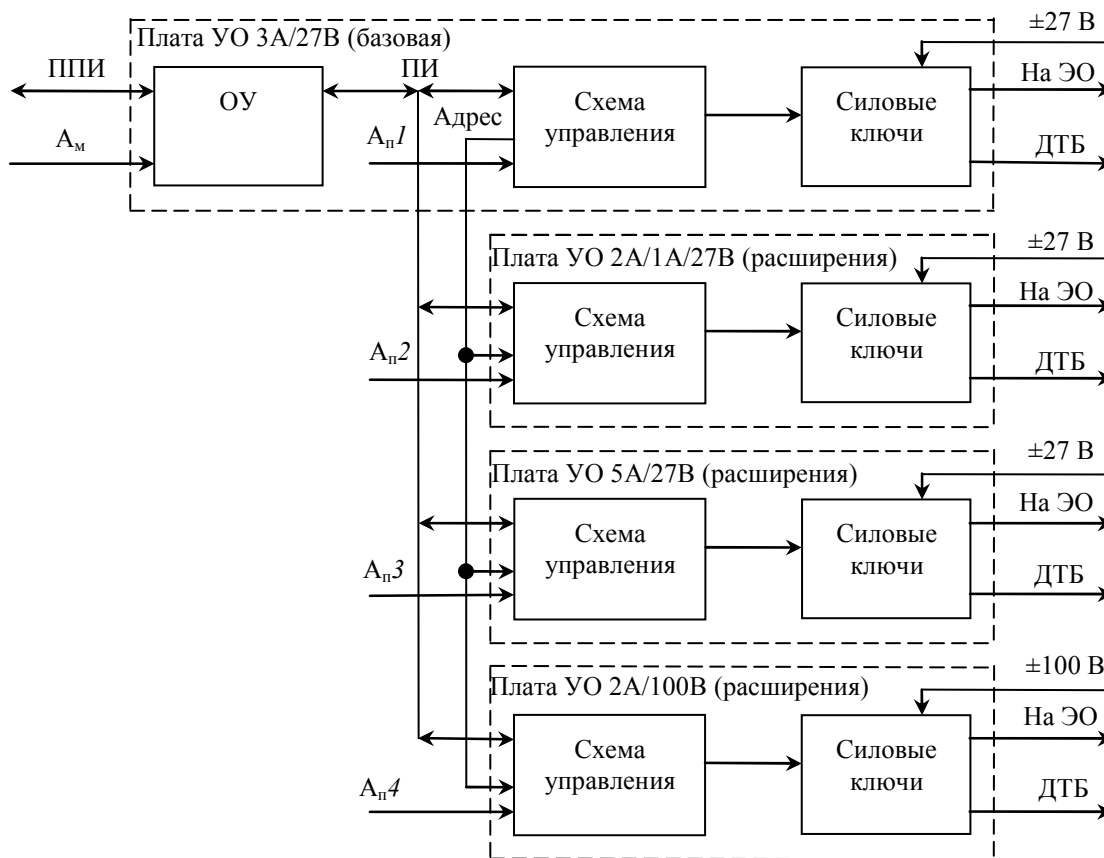 ±27 В
Плата УО 3А/27В (базовая)
ППИ
ОУ
ПИ
На ЭО
Схема
управления
Силовые
ключи
Адрес
Aм
Aп1
ДТБ
±27 В
Плата УО 2А/1А/27В (расширения)
На ЭО
Схема
управления
Силовые
ключи
Aп2
ДТБ
±27 В
Плата УО 5А/27В (расширения)
На ЭО
Схема
управления
Силовые
ключи
Aп3
ДТБ
±100 В
Плата УО 2А/100В (расширения)
На ЭО
Схема
управления
Силовые
ключи
Aп4
ДТБ